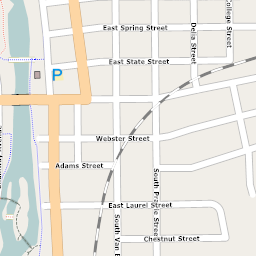 East Spring Street
College Street
Delia Street
East State Street
P
Webster Street
Adams Street
South Prairie Street
East Laurel Street
South Van
Chestnut Street